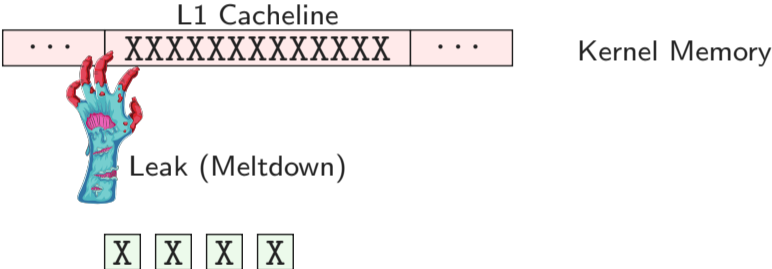 L1 Cacheline
··· XXXXXXXXXXXXX ··· Kernel Memory
Leak (Meltdown)
X X X X